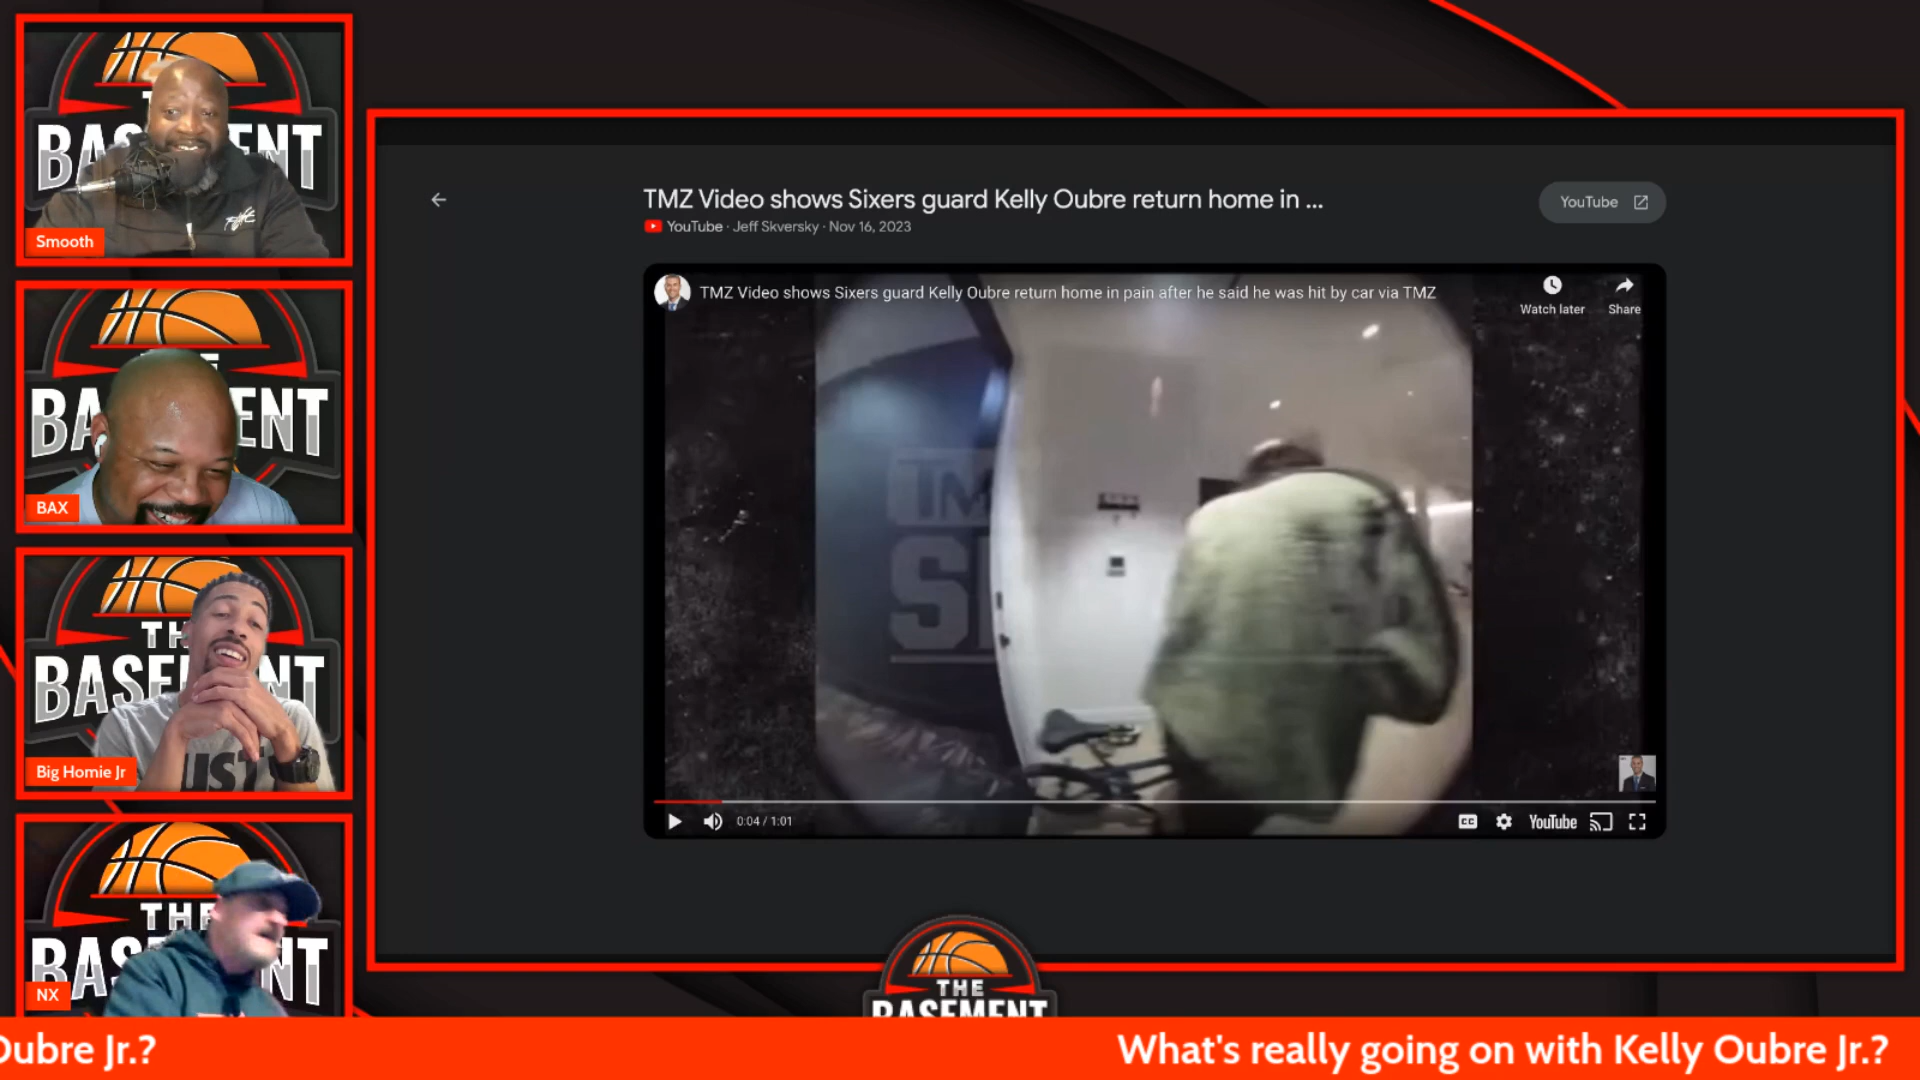 Smooth
BAX
Big Homie Jr
NX
TMZ Video shows Sixers guard Kelly Oubre return home in ...
YouTube · Jeff Skversky · Nov 16, 2023
YouTube
TMZ Video shows Sixers guard Kelly Oubre return home in pain after he said he was hit by car via TMZ
Watch later
Share
0:04 / 1:01
CC
YouTube
THE
BASEMENT
Oubre Jr.?
What's really going on with Kelly Oubre Jr.?